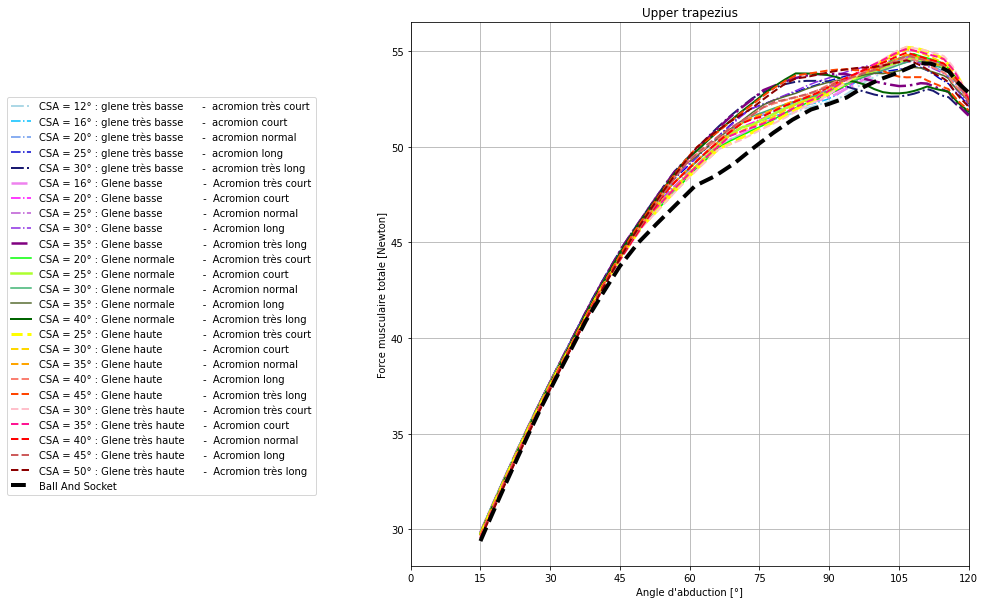 Upper trapezius
CSA = 12° : glene très basse - acromion très court
CSA = 16° : glene très basse - acromion court
CSA = 20° : glene très basse - acromion normal
CSA = 25° : glene très basse - acromion long
CSA = 30° : glene très basse - acromion très long
CSA = 16° : Glene basse - Acromion très court
CSA = 20° : Glene basse - Acromion court
CSA = 25° : Glene basse - Acromion normal
CSA = 30° : Glene basse - Acromion long
CSA = 35° : Glene basse - Acromion très long
CSA = 20° : Glene normale - Acromion très court
CSA = 25° : Glene normale - Acromion court
CSA = 30° : Glene normale - Acromion normal
CSA = 35° : Glene normale - Acromion long
CSA = 40° : Glene normale - Acromion très long
CSA = 25° : Glene haute - Acromion très court
CSA = 30° : Glene haute - Acromion court
CSA = 35° : Glene haute - Acromion normal
CSA = 40° : Glene haute - Acromion long
CSA = 45° : Glene haute - Acromion très long
CSA = 30° : Glene très haute - Acromion très court
CSA = 35° : Glene très haute - Acromion court
CSA = 40° : Glene très haute - Acromion normal
CSA = 45° : Glene très haute - Acromion long
CSA = 50° : Glene très haute - Acromion très long
Ball And Socket
Force musculaire totale [Newton]
55
50
45
40
35
30
0 15 30 45 60 75 90 105 120
Angle d'abduction [°]